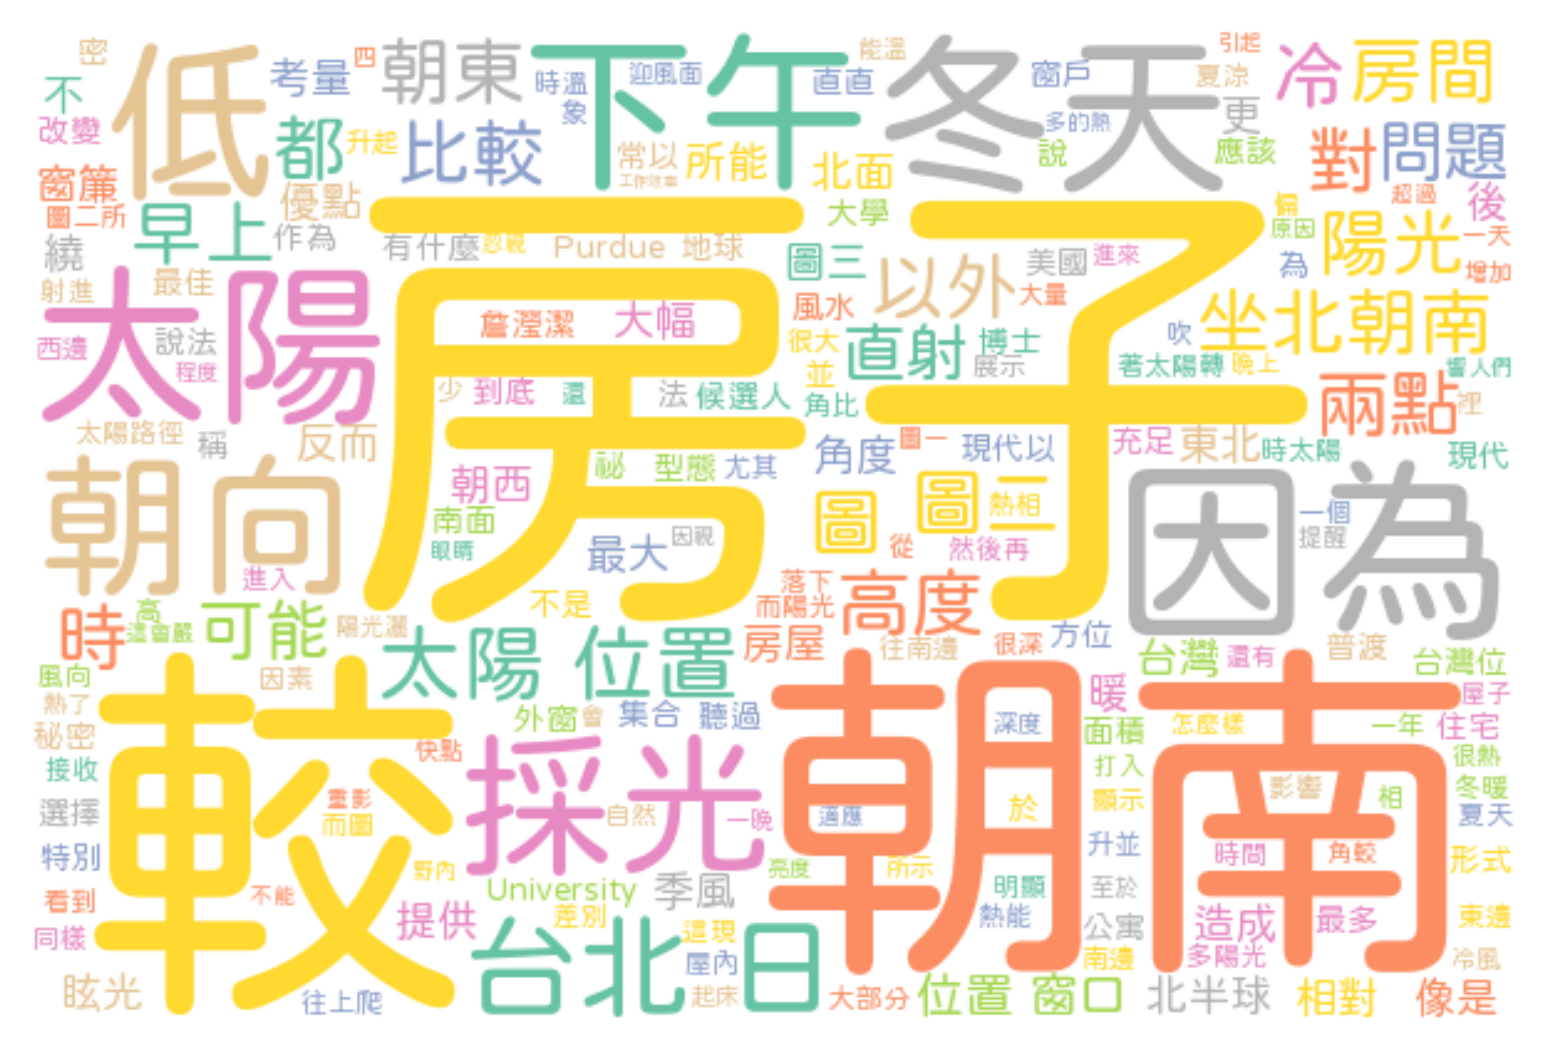 密
低
考量
四
朝東
下午
時溫
迎風面
直直
能溫
冬天
窗戶
夏涼
引起
冷
房間
不
象
改變
都
升起
比較
常以
工作效率
所能
北面
多的熱
說
更
應該
對
問題
窗簾
優點
圖二所
早上
作為
有什麼
忽視
Purdue
地球
大學
圖三
美國
進來
偏
原因
超過
後
陽光
一天
繞
為
增加
射進
最佳
太陽
房子
詹瀅潔
大幅
風水
以外
大量
坐北朝南
西邊
說法
程度
很大
直射
博士
展示
吹
著太陽轉
晚上
響人們
少
到底
還
法
候選人
並
角比
兩點
裡
太陽路徑
稱
反而
角度
圖一
現代以
充足
東北
時太陽
現代
朝向
朝西
祕
型態
尤其
南面
眼睛
最大
因視
圖
圖二
熱相
從
然後再
因為
一個
提醒
進入
落下
而陽光
高度
時
高
這會嚴
可能
陽光灑
不是
太陽
位置
房屋
往南邊
很深
方位
台灣
還有
普渡
台灣位
風向
熱了
因素
外窗
會
集合
聽過
深度
暖
面積
怎麼樣
一年
住宅
屋子
秘密
較
快點
採光
朝南
很熱
接收
打入
冬暖
選擇
重影
而圖
自然
一晚
適應
於
顯示
影響
相
夏天
特別
野內
亮度
所示
升並
時間
角較
形式
看到
不能
University
季風
明顯
至於
同樣
提供
差別
熱能
公寓
造成
最多
東邊
台北
這現
屋內
日
南邊
多陽光
冷風
眩光
往上爬
起床
大部分
位置
窗口
北半球
相對
像是